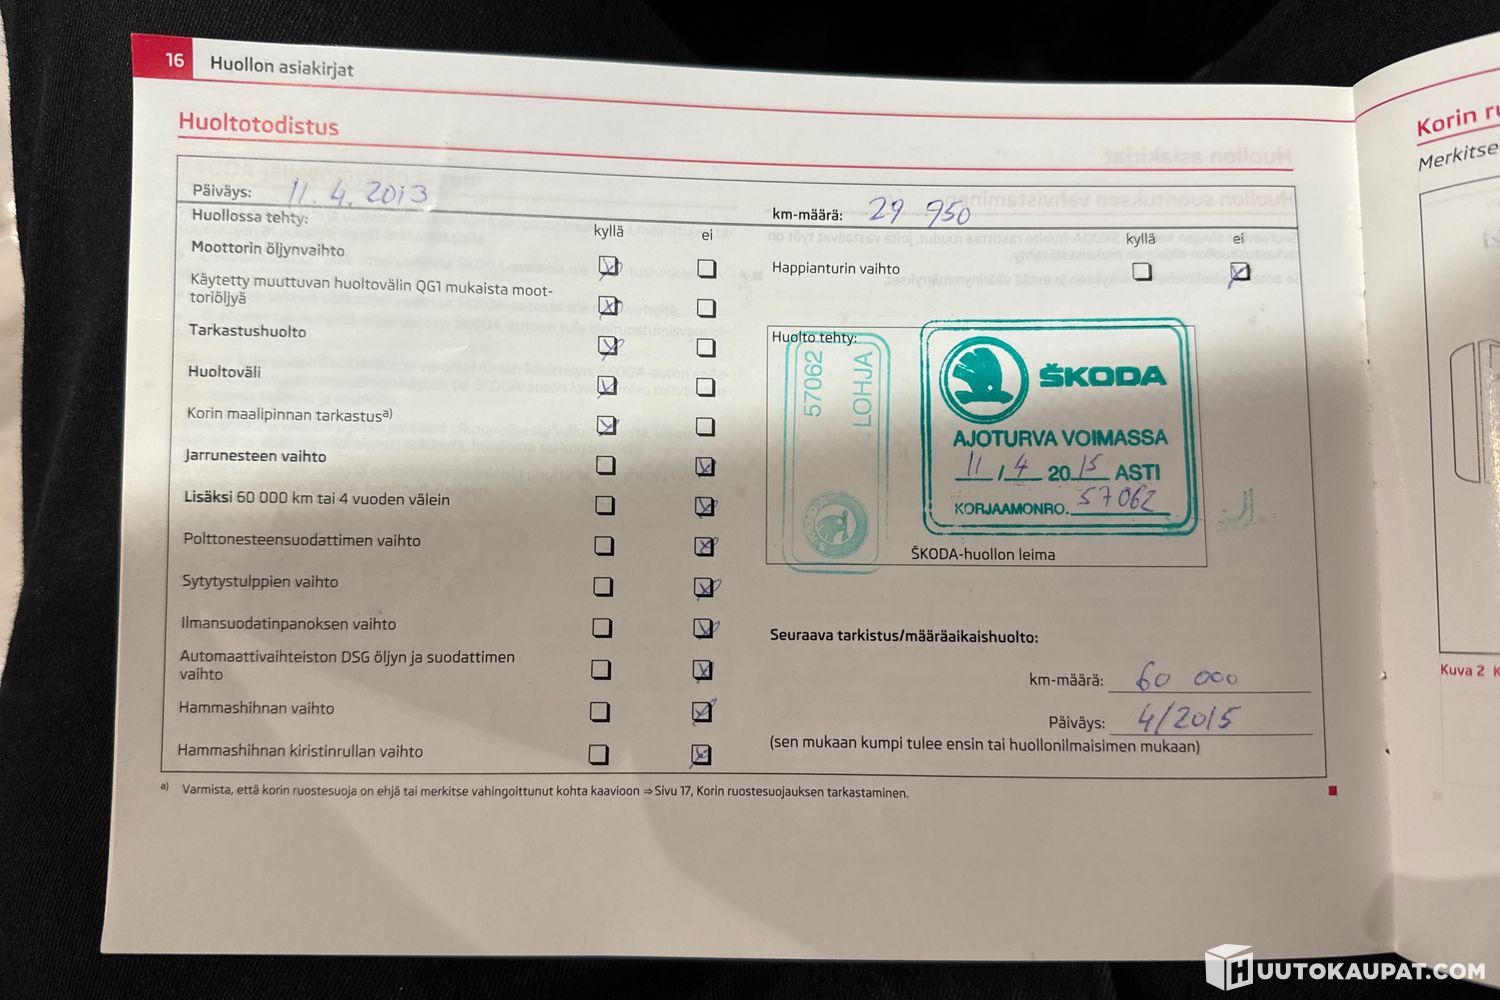 16 Huollon asiakirjat
Huoltotodistus
Päiväys: 11.4.2013
Huollossa tehty:
kyllä ei
Moottorin öljynvaihto
Käytetty muuttuvan huoltovälin QG1 mukaista moot-
toriöljyä
Tarkastushuolto
Huoltoväli
Korin maalipinnan tarkastus a)
Jarrunesteen vaihto
Lisäksi 60 000 km tai 4 vuoden välein
Polttonesteensuodattimen vaihto
Sytytystulppien vaihto
Ilmansuodatinpanoksen vaihto
Automaattivaihteiston DSG öljyn ja suodattimen
vaihto
Hammashihnan vaihto
Hammashihnan kiristinrullan vaihto
km-määrä: 29 950
kyllä ei
Happianturin vaihto
Huolto tehty:
57062
LOHJA
ŠKODA
AJOTURVA VOIMASSA
11/4 2015 ASTI
KORJAAMONRO. 57062
ŠKODA-huollon leima
Seuraava tarkistus/määräaikaishuolto:
km-määrä: 60 000
Päiväys: 4/2015
(sen mukaan kumpi tulee ensin tai huollonilmaisimen mukaan)
a) Varmista, että korin ruostesuoja on ehjä tai merkitse vahingoittunut kohta kaavioon ⇒ Sivu 17, Korin ruostesuojauksen tarkastaminen.
Korin
Merkitse
Kuva 2
HUUTOKAUPAT.COM